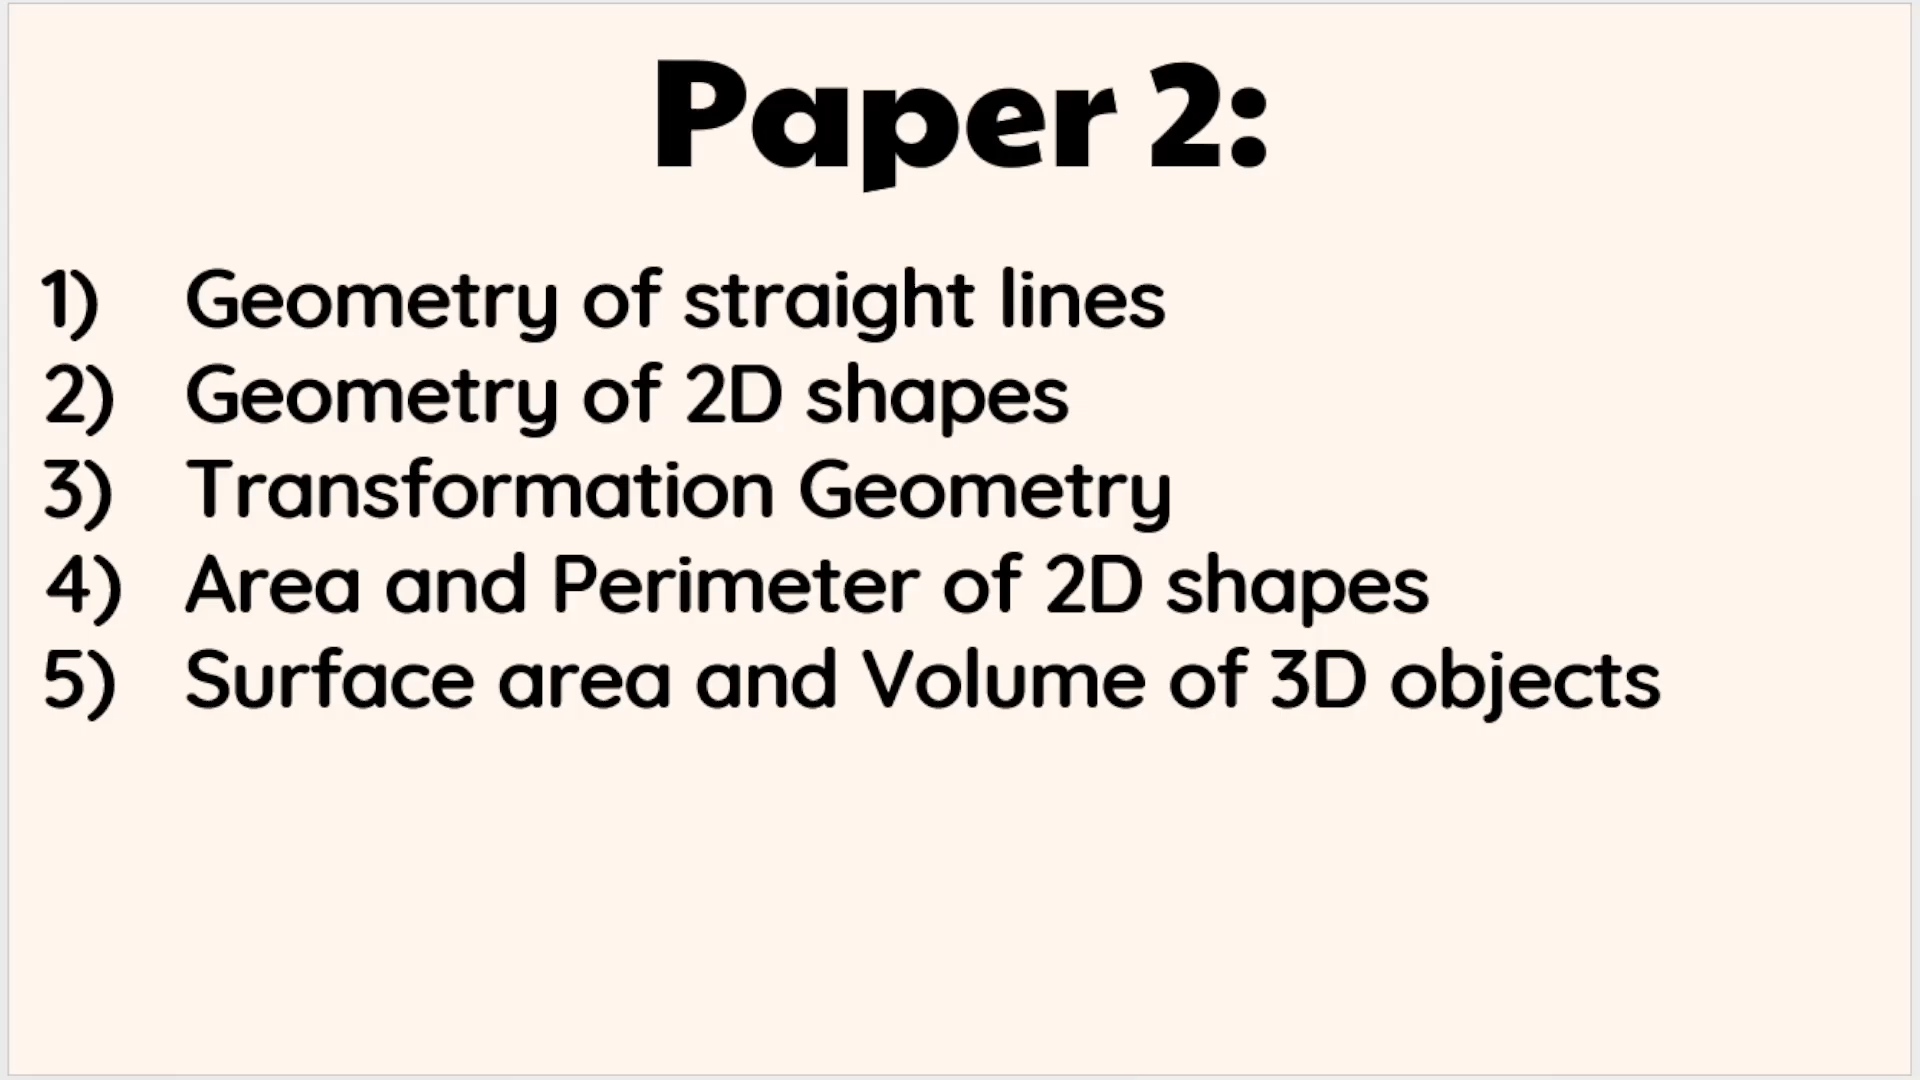 Paper 2:
1) Geometry of straight lines
2) Geometry of 2D shapes
3) Transformation Geometry
4) Area and Perimeter of 2D shapes
5) Surface area and Volume of 3D objects